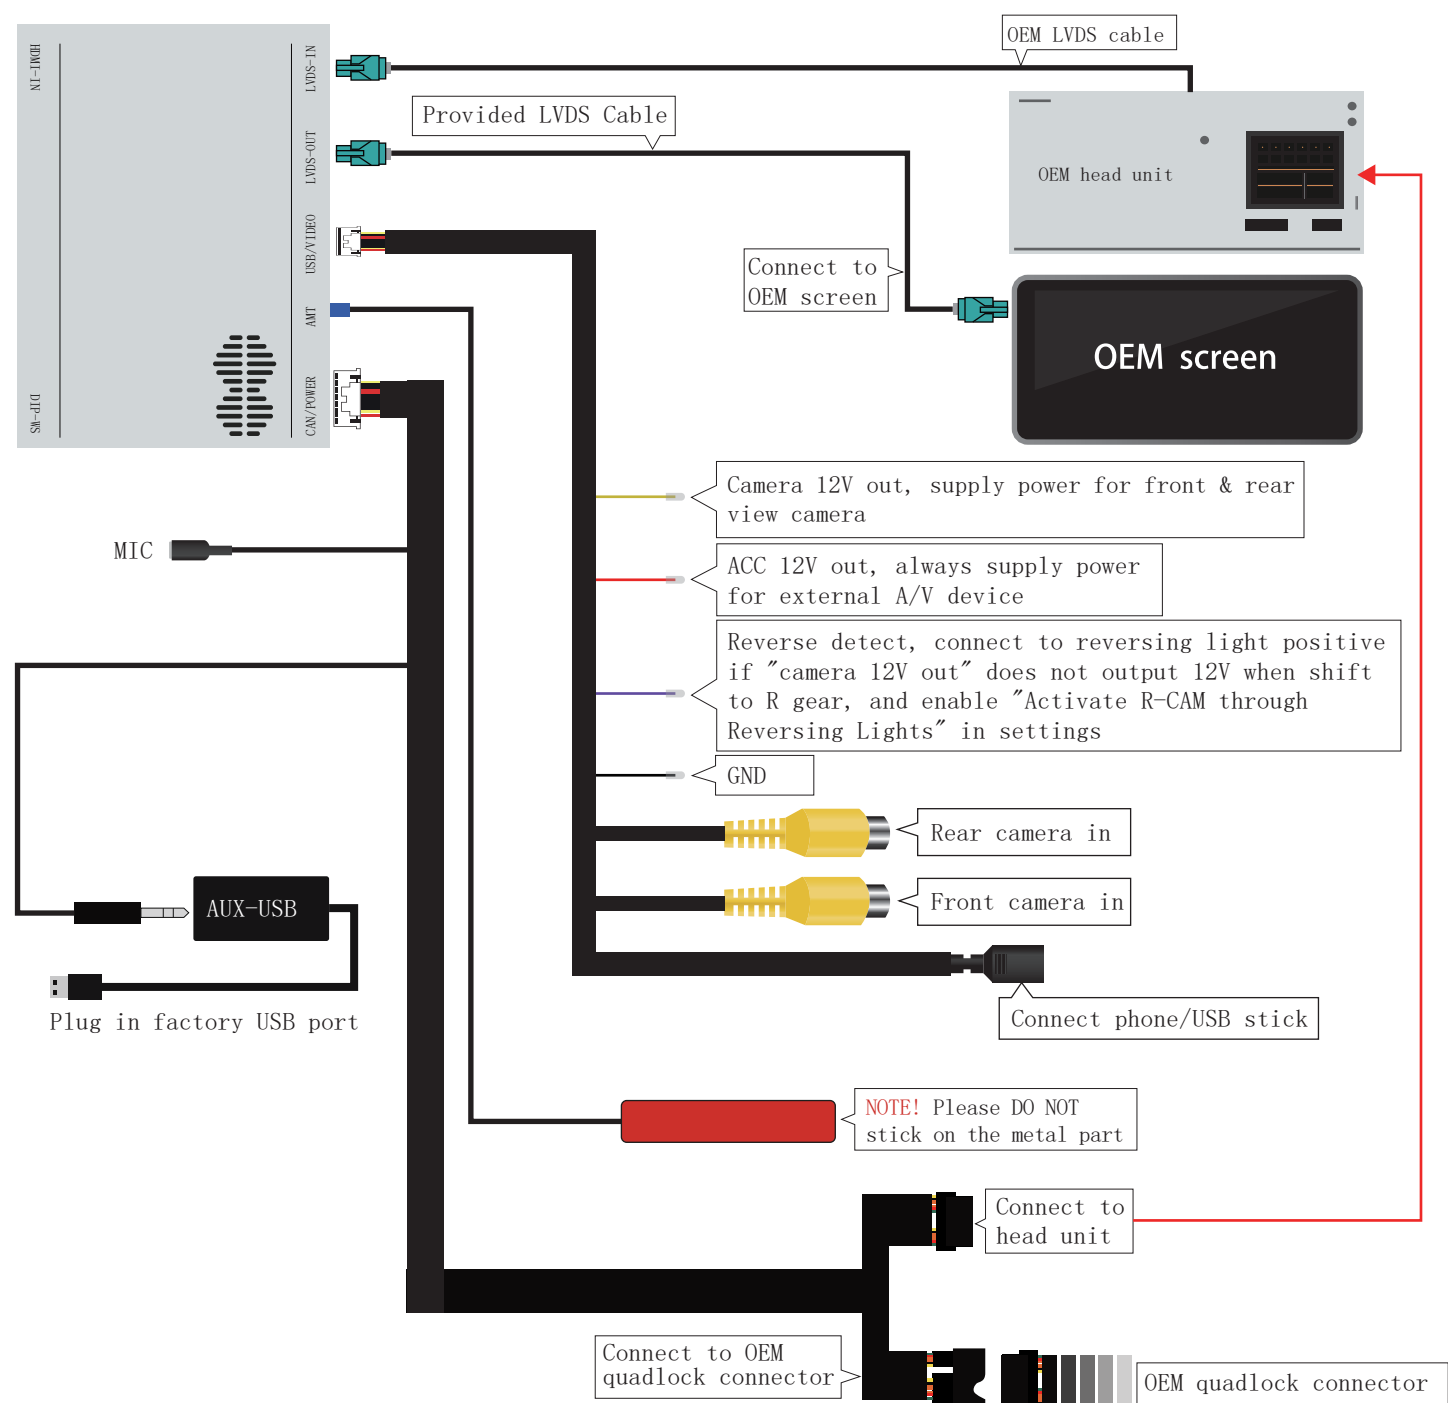 HDMI-IN
DIP-WS
LVDS-IN
LVDS-OUT
USB/VIDEO
AMT
CAN/POWER
OEM LVDS cable
Provided LVDS Cable
OEM head unit
Connect to
OEM screen
OEM screen
Camera 12V out, supply power for front & rear
view camera
MIC
ACC 12V out, always supply power
for external A/V device
Reverse detect, connect to reversing light positive
if "camera 12V out" does not output 12V when shift
to R gear, and enable "Activate R-CAM through
Reversing Lights" in settings
GND
Rear camera in
Front camera in
AUX-USB
Plug in factory USB port
Connect phone/USB stick
NOTE! Please DO NOT
stick on the metal part
Connect to
head unit
Connect to OEM
quadlock connector
OEM quadlock connector